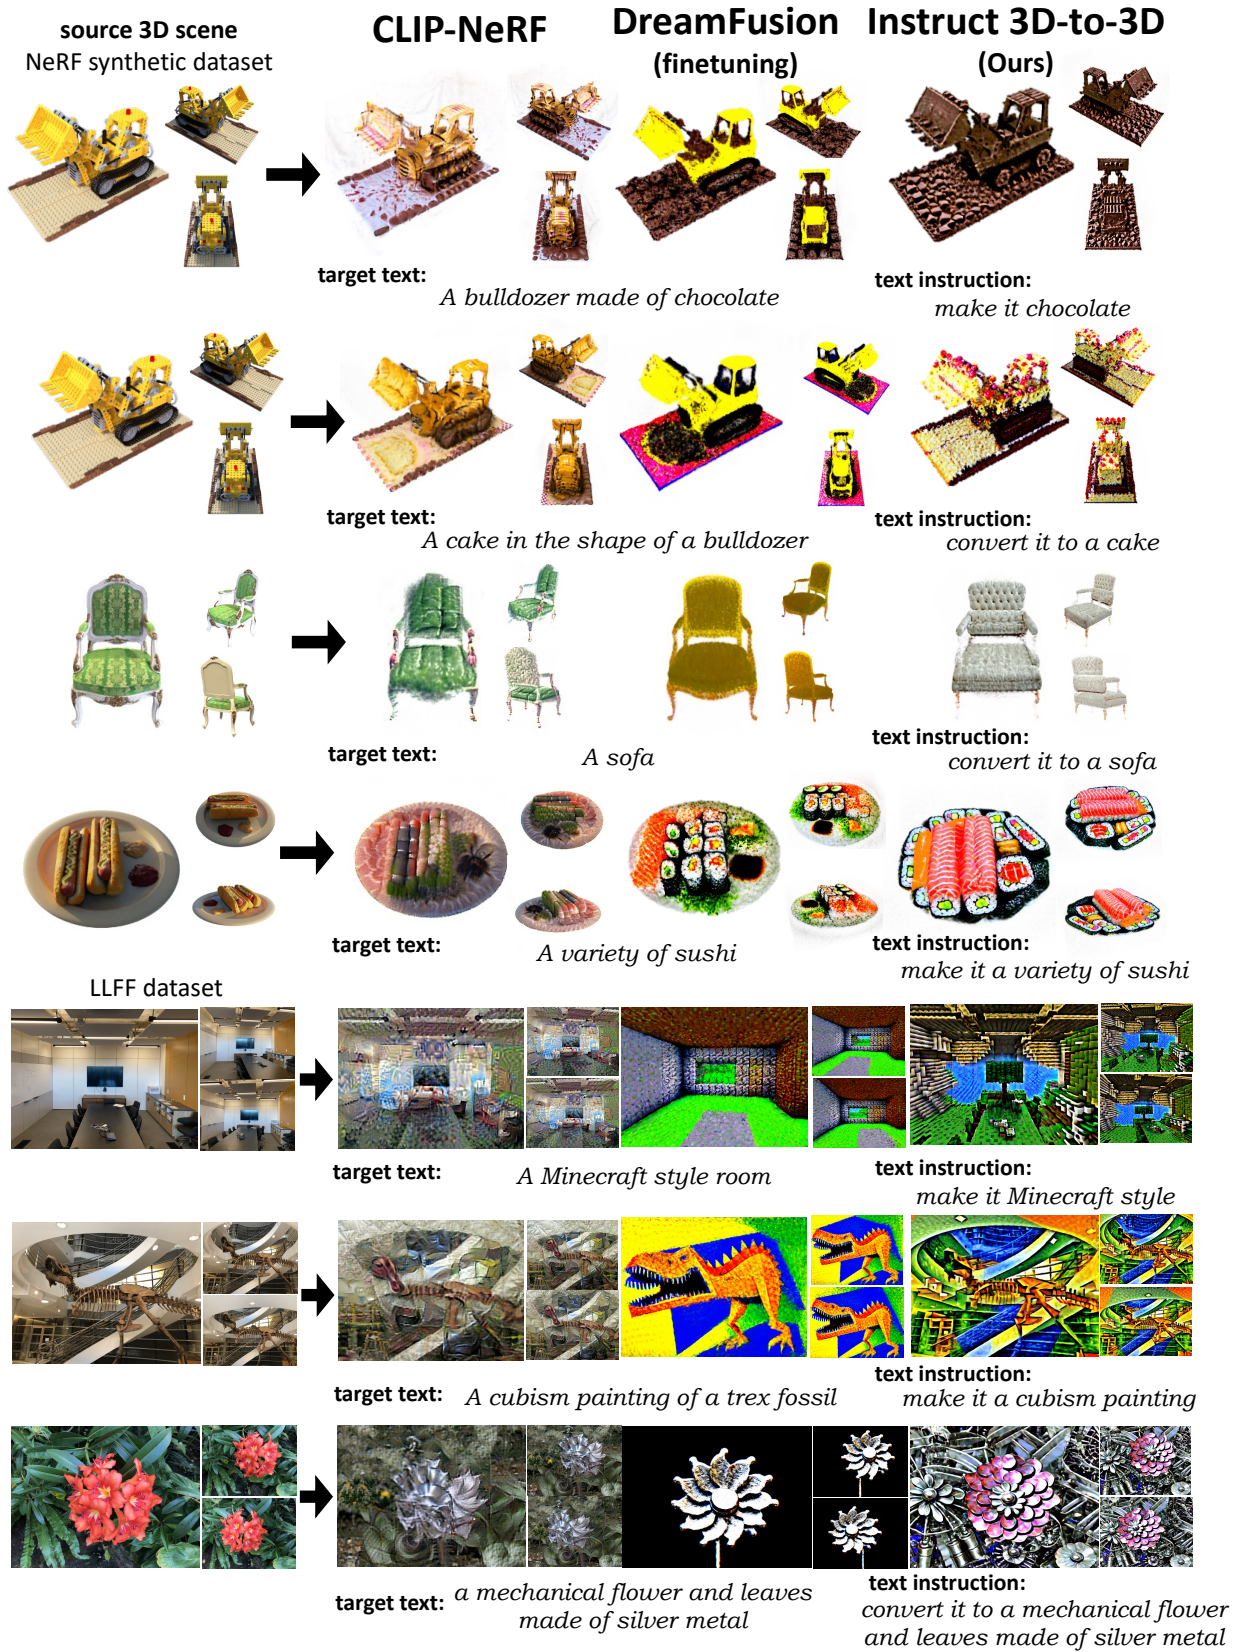 source 3D scene
NeRF synthetic dataset
CLIP-NeRF
DreamFusion
(finetuning)
Instruct 3D-to-3D
(Ours)
target text:
A bulldozer made of chocolate
text instruction:
make it chocolate
target text:
A cake in the shape of a bulldozer
text instruction:
convert it to a cake
target text:
A sofa
text instruction:
convert it to a sofa
target text:
A variety of sushi
text instruction:
make it a variety of sushi
LLFF dataset
target text:
A Minecraft style room
text instruction:
make it Minecraft style
target text:
A cubism painting of a trex fossil
text instruction:
make it a cubism painting
target text:
a mechanical flower and leaves
made of silver metal
text instruction:
convert it to a mechanical flower
and leaves made of silver metal